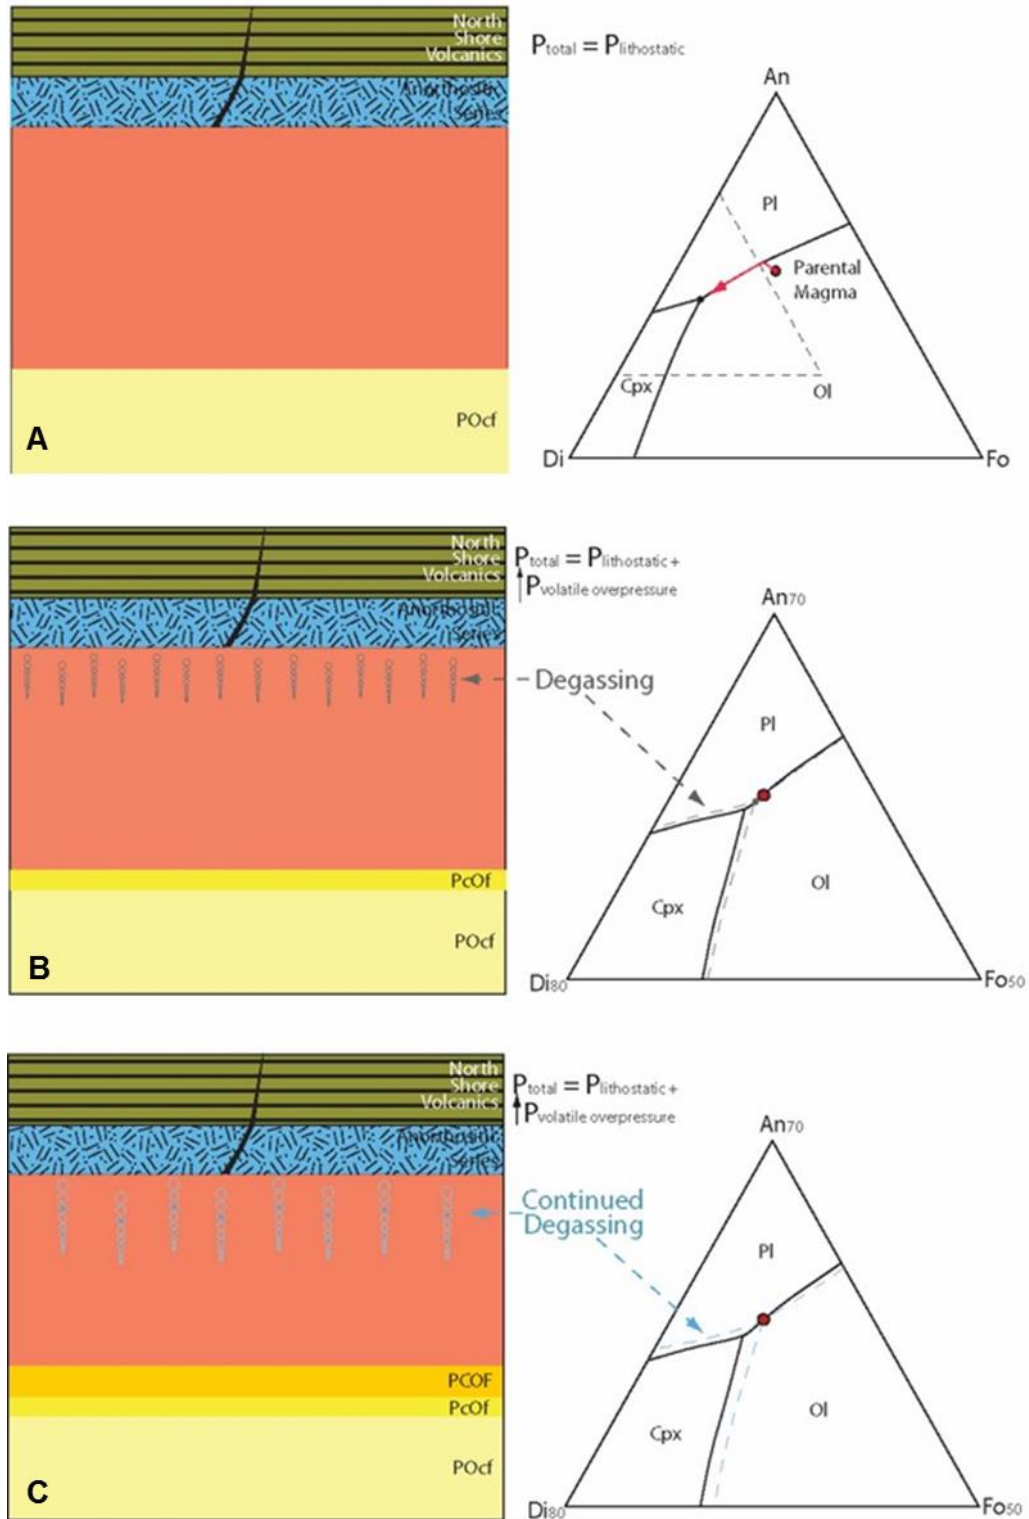 North
Shore
Volcanics
Anorthositic
Series
POcf
A
Ptotal = Plithostatic
An
Pl
Parental
Magma
Cpx
Ol
Di
Fo
North
Shore
Volcanics
Anorthositic
Series
PcOf
POcf
B
Ptotal = Plithostatic +
Pvolatile overpressure
An70
Degassing
Pl
Ol
Cpx
Di80
Fo50
North
Shore
Volcanics
Anorthositic
Series
PCOF
PcOf
POcf
C
Ptotal = Plithostatic +
Pvolatile overpressure
An70
Continued
Degassing
Pl
Ol
Cpx
Di80
Fo50